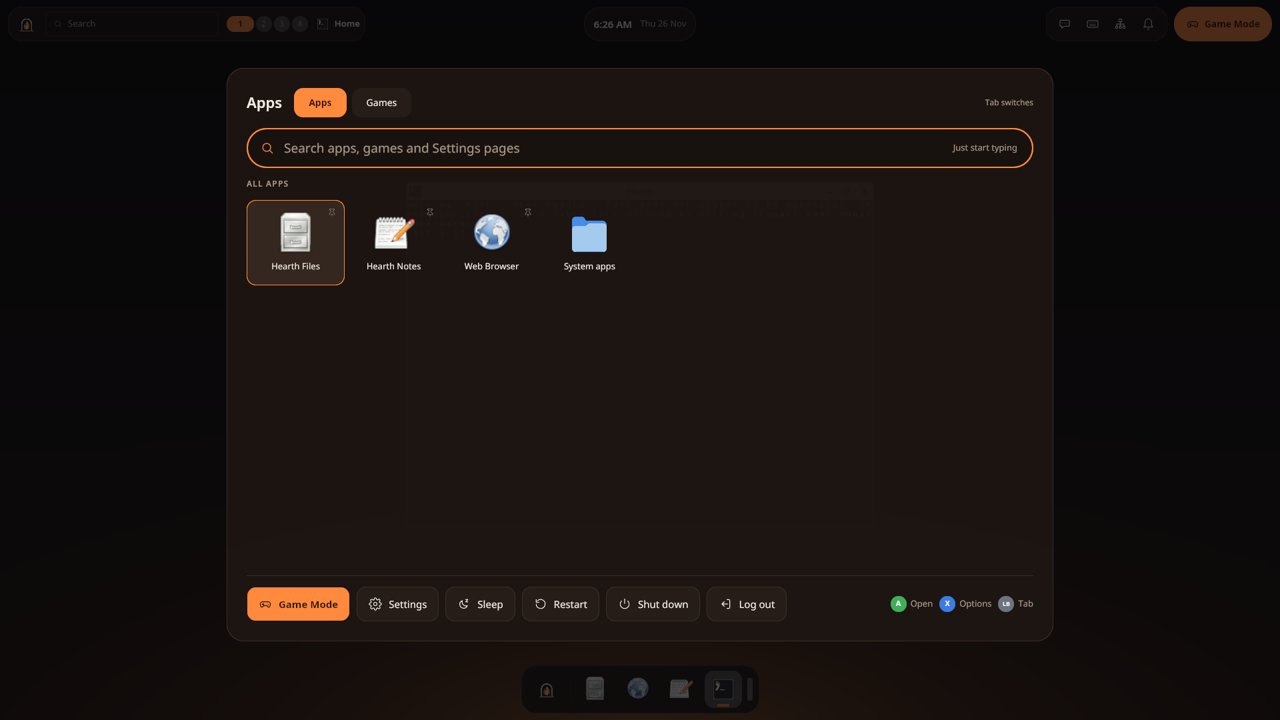 Search
1
2
3
4
Home
6:26 AM
Thu 26 Nov
Game Mode
Apps
Apps
Games
Tab switches
Search apps, games and Settings pages
Just start typing
ALL APPS
Hearth Files
Hearth Notes
Web Browser
System apps
Game Mode
Settings
Sleep
Restart
Shut down
Log out
A
Open
X
Options
LB
Tab